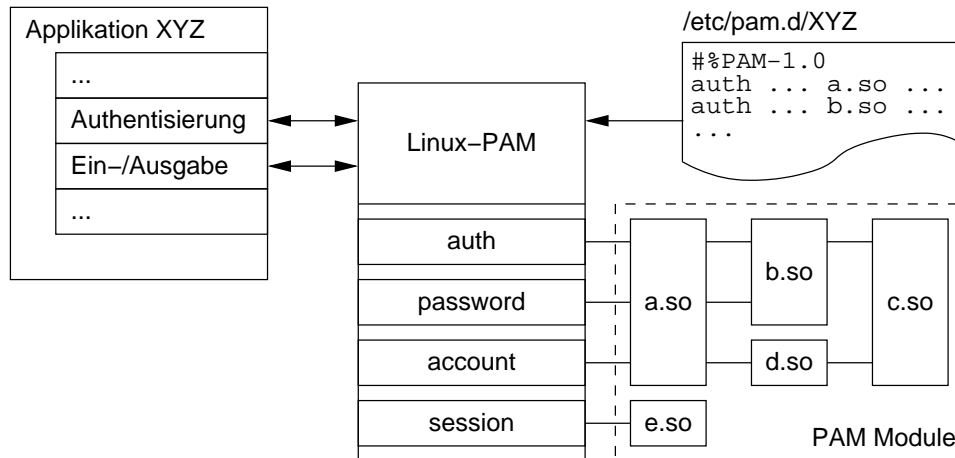 Applikation XYZ
...
Authentisierung
Ein−/Ausgabe
...
Linux−PAM
/etc/pam.d/XYZ
#%PAM−1.0
auth ... a.so ...
auth ... b.so ...
...
auth
password
account
session
a.so
b.so
c.so
d.so
e.so
PAM Module